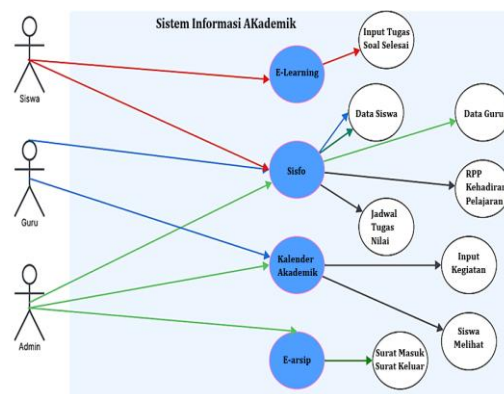 Sistem Informasi AKademik
Siswa
Guru
Admin
E-Learning
Sisfo
Kalender
Akademik
E-arsip
Input Tugas
Soal Selesai
Data Siswa
Data Guru
RPP
Kehadiran
Pelajaran
Jadwal
Tugas
Nilai
Input
Kegiatan
Siswa
Melihat
Surat Masuk
Surat Keluar